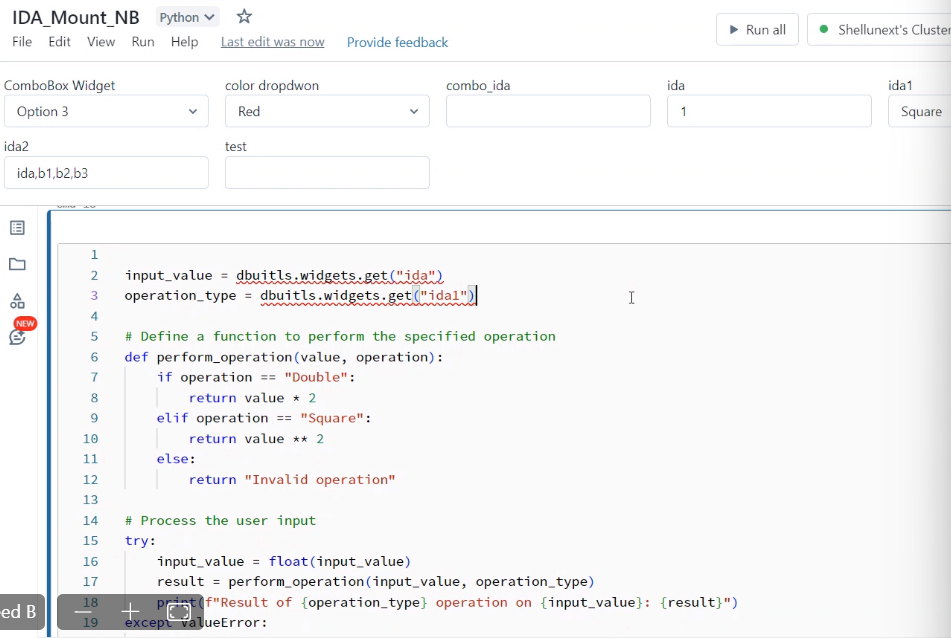 IDA_Mount_NB Python
File Edit View Run Help Last edit was now Provide feedback
Run all Shellunext's Cluster
ComboBox Widget color dropdwon combo_ida ida ida1
Option 3 Red 1 Square
ida2 test
ida,b1,b2,b3
NEW
1
2 input_value = dbuitls.widgets.get("ida")
3 operation_type = dbuitls.widgets.get("ida1")
4
5 # Define a function to perform the specified operation
6 def perform_operation(value, operation):
7 if operation == "Double":
8 return value * 2
9 elif operation == "Square":
10 return value ** 2
11 else:
12 return "Invalid operation"
13
14 # Process the user input
15 try:
16 input_value = float(input_value)
17 result = perform_operation(input_value, operation_type)
18 print(f"Result of {operation_type} operation on {input_value}: {result}")
19 except ValueError:
eed B